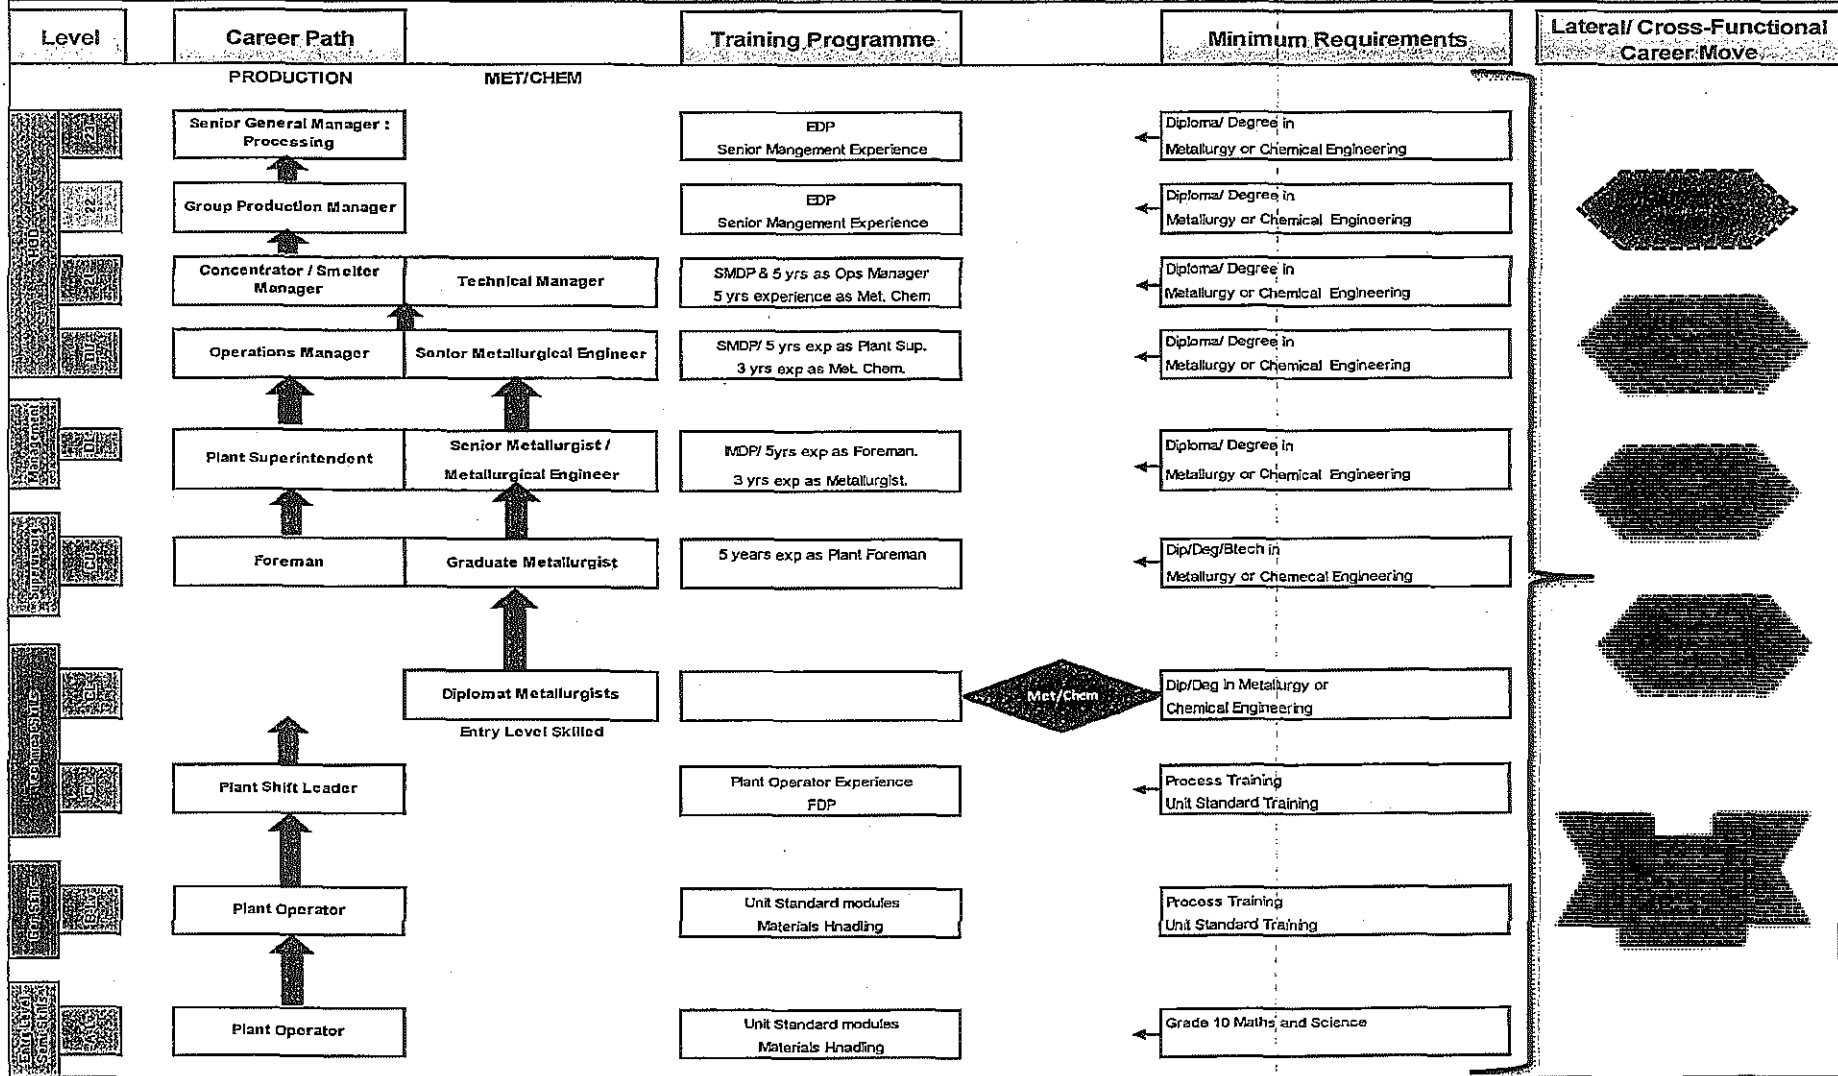 Level
Career Path
Training Programme
Minimum Requirements
Lateral/ Cross-Functional
Career Move
PRODUCTION
MET/CHEM
23
Senior General Manager :
Processing
EDP
Senior Mangement Experience
Diploma/ Degree in
Metallurgy or Chemical Engineering
22
Group Production Manager
EDP
Senior Mangement Experience
Diploma/ Degree in
Metallurgy or Chemical Engineering
21
Concentrator / Smelter
Manager
Technical Manager
SMDP & 5 yrs as Ops Manager
5 yrs experience as Met. Chem
Diploma/ Degree in
Metallurgy or Chemical Engineering
Operations Manager
Senior Metallurgical Engineer
SMDP/ 5 yrs exp as Plant Sup.
3 yrs exp as Met. Chem.
Diploma/ Degree in
Metallurgy or Chemical Engineering
Management
Plant Superintendent
Senior Metallurgist /
Metallurgical Engineer
MDP/ 5yrs exp as Foreman.
3 yrs exp as Metallurgist.
Diploma/ Degree in
Metallurgy or Chemical Engineering
Foreman
Graduate Metallurgist
5 years exp as Plant Foreman
Dip/Deg/Btech in
Metallurgy or Chemecal Engineering
Diplomat Metallurgists
Entry Level Skilled
Met/Chem
Dip/Deg in Metallurgy or
Chemical Engineering
Plant Shift Leader
Plant Operator Experience
FDP
Process Training
Unit Standard Training
Plant Operator
Unit Standard modules
Materials Hnadling
Process Training
Unit Standard Training
Entry Level
Plant Operator
Unit Standard modules
Materials Hnadling
Grade 10 Maths and Science